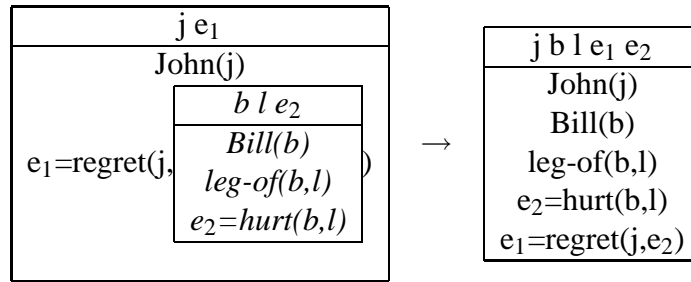 j e₁
John(j)
e₁=regret(j,
b l e₂
Bill(b)
leg-of(b,l)
e₂=hurt(b,l)
)
→
j b l e₁ e₂
John(j)
Bill(b)
leg-of(b,l)
e₂=hurt(b,l)
e₁=regret(j,e₂)